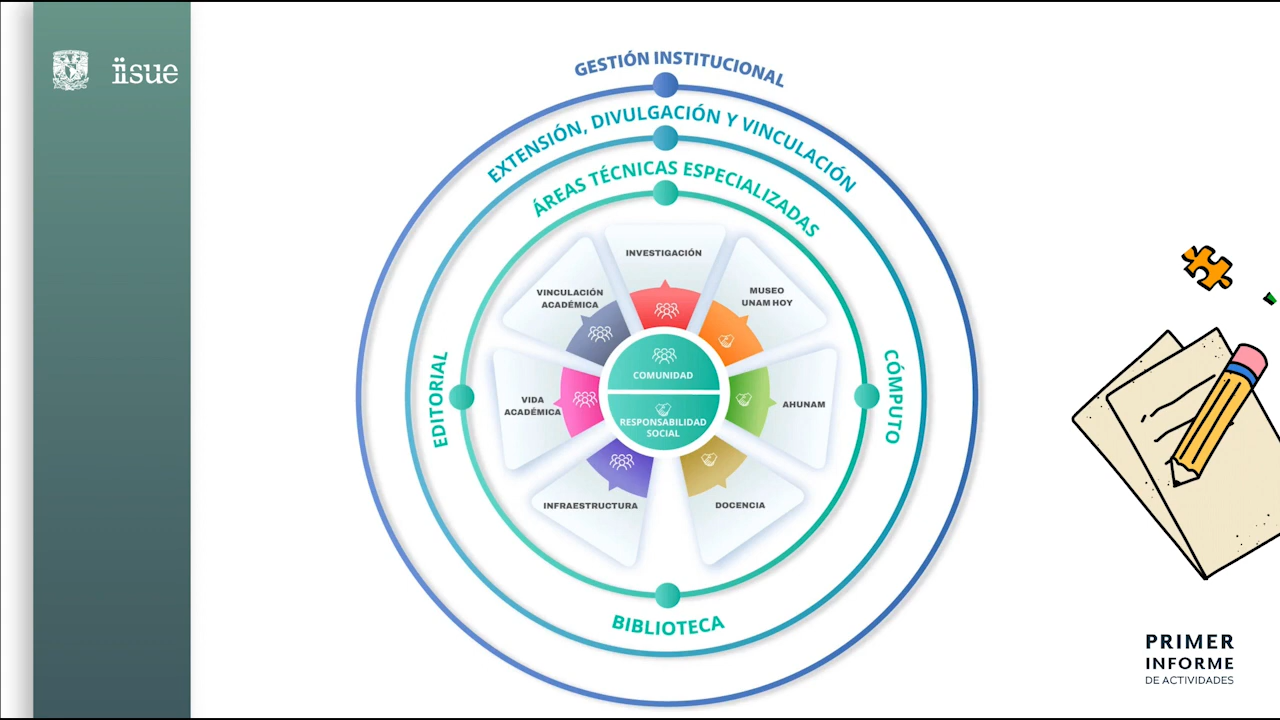 iisue
GESTIÓN INSTITUCIONAL
EXTENSIÓN, DIVULGACIÓN Y VINCULACIÓN
ÁREAS TÉCNICAS ESPECIALIZADAS
INVESTIGACIÓN
VINCULACIÓN
ACADÉMICA
MUSEO
UNAM HOY
EDITORIAL
VIDA
ACADÉMICA
COMUNIDAD
RESPONSABILIDAD
SOCIAL
AHUNAM
CÓMPUTO
INFRAESTRUCTURA
DOCENCIA
BIBLIOTECA
PRIMER
INFORME
DE ACTIVIDADES